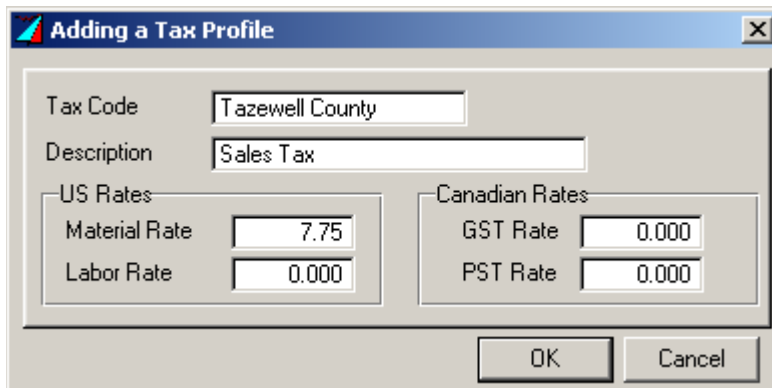 Adding a Tax Profile
Tax Code Tazewell County
Description Sales Tax
US Rates Canadian Rates
Material Rate 7.75 GST Rate 0.000
Labor Rate 0.000 PST Rate 0.000
OK Cancel